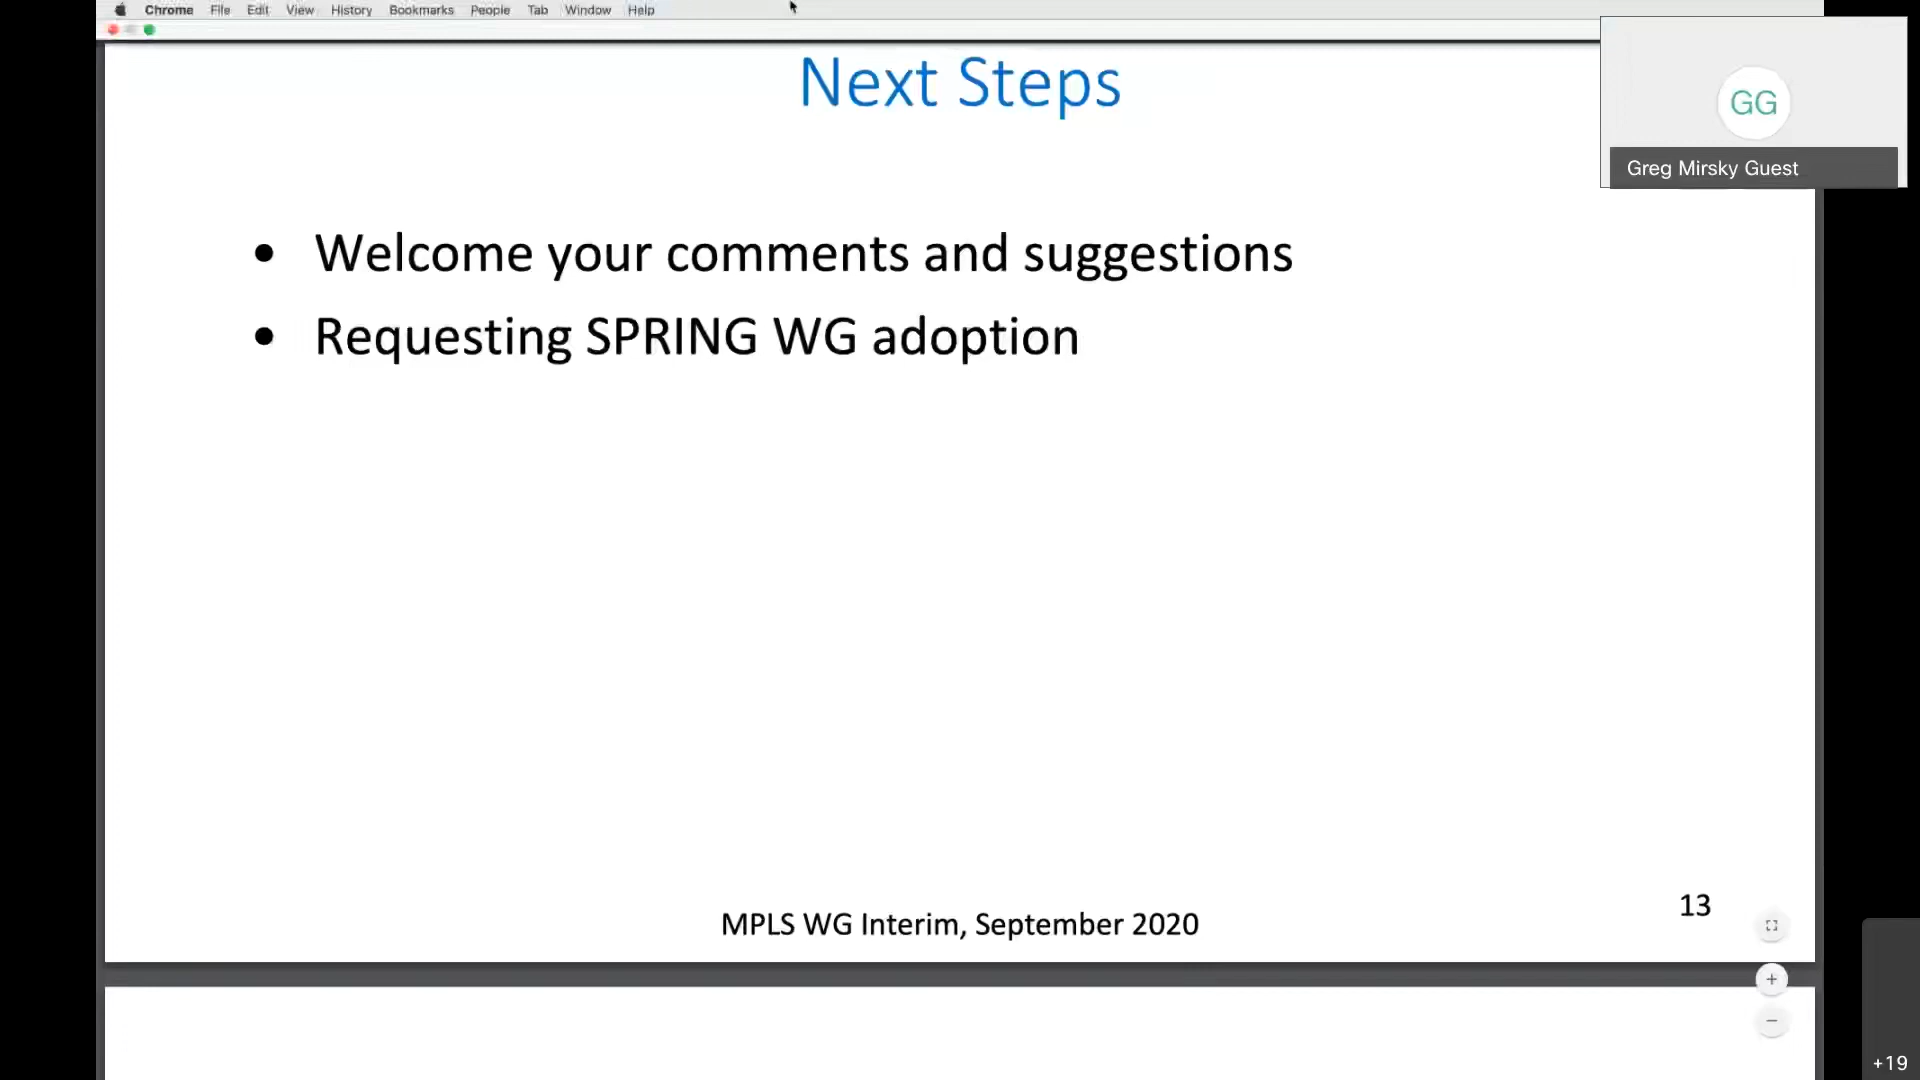 Chrome File Edit View History Bookmarks People Tab Window Help
Next Steps
GG
Greg Mirsky Guest
• Welcome your comments and suggestions
• Requesting SPRING WG adoption
13
MPLS WG Interim, September 2020
+
−
+19